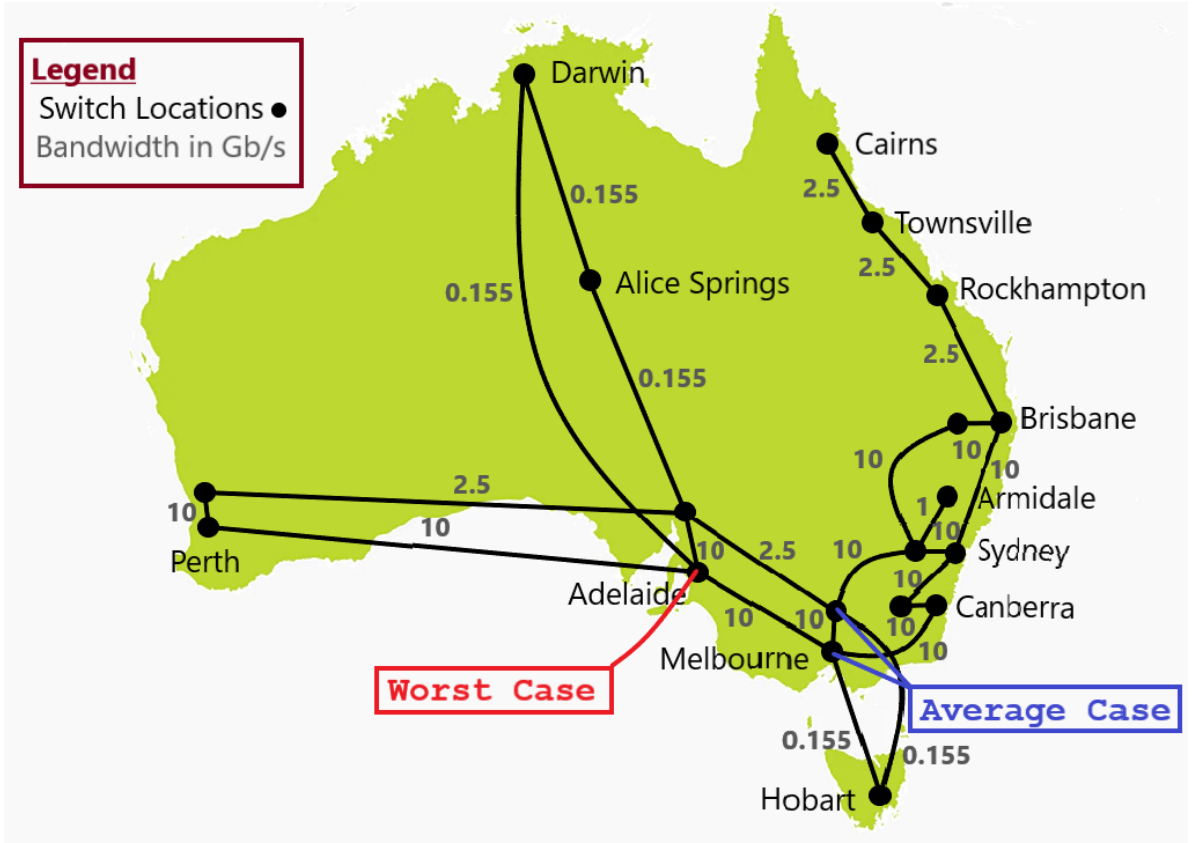 Legend
Switch Locations ●
Bandwidth in Gb/s
Darwin
Cairns
2.5
0.155
Townsville
2.5
Alice Springs
0.155
Rockhampton
2.5
0.155
Brisbane
10
10
10
2.5
Armidale
1
10
10
10
2.5
10
10
Sydney
Perth
10
10
Adelaide
Canberra
10
10
10
10
Melbourne
Worst Case
Average Case
0.155
0.155
Hobart